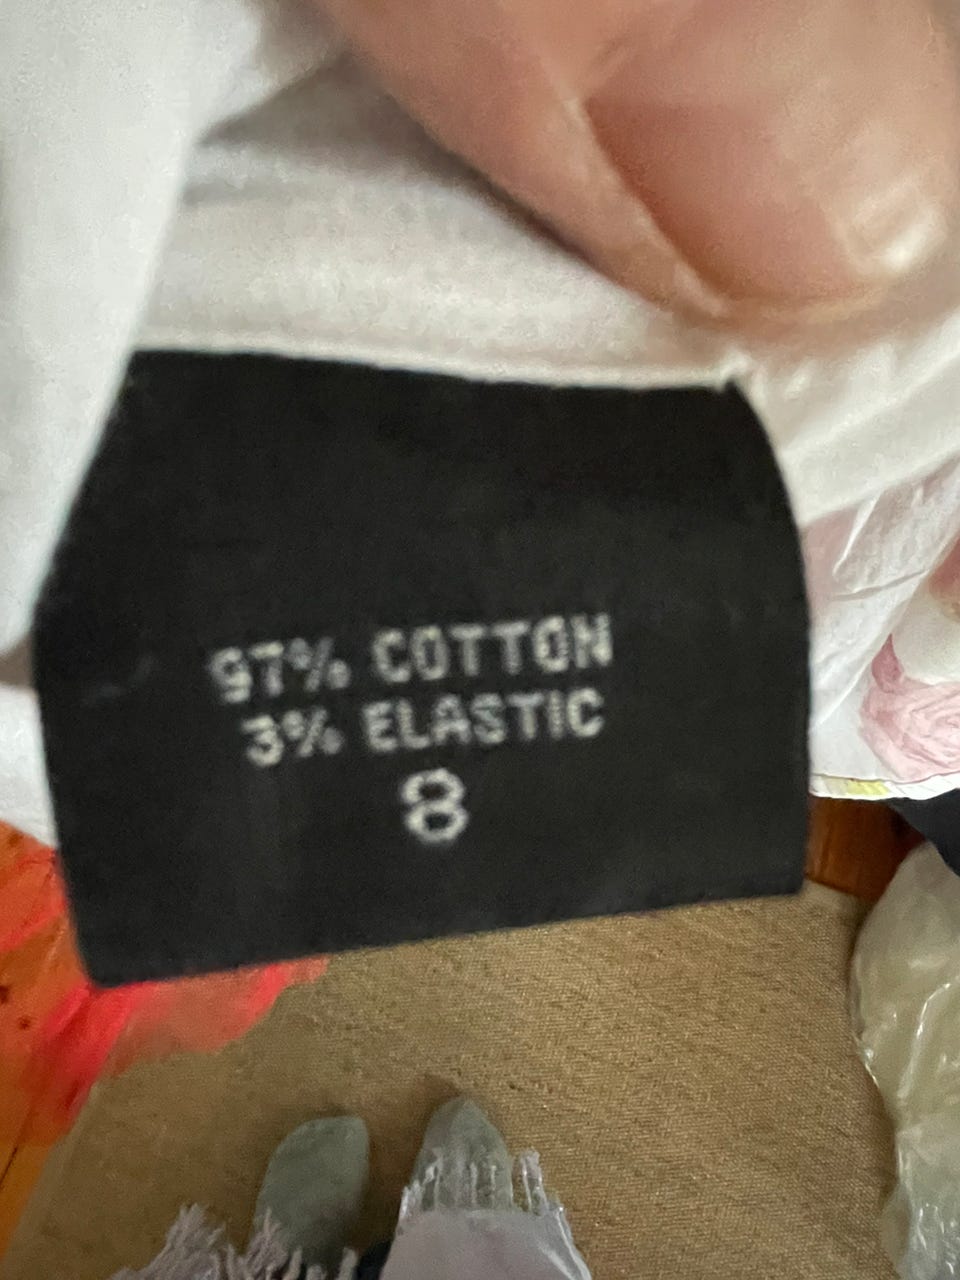 97% COTTON
3% ELASTIC
8